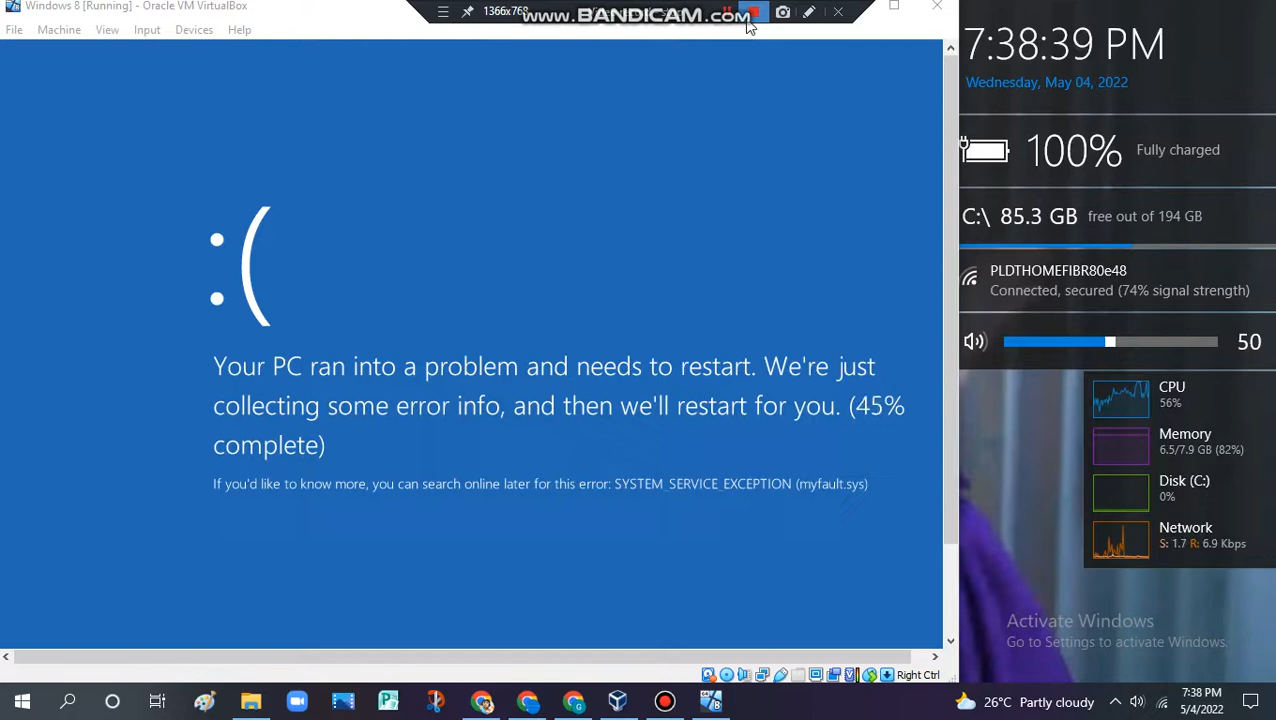 Windows 8 [Running] - Oracle VM VirtualBox
1366x768
www.BANDICAM.com
File Machine View Input Devices Help
:(
Your PC ran into a problem and needs to restart. We're just
collecting some error info, and then we'll restart for you. (45%
complete)
If you'd like to know more, you can search online later for this error: SYSTEM_SERVICE_EXCEPTION (myfault.sys)
Right Ctrl
7:38:39 PM
Wednesday, May 04, 2022
100% Fully charged
C:\ 85.3 GB free out of 194 GB
PLDTHOMEFIBR80e48
Connected, secured (74% signal strength)
50
CPU
56%
Memory
6.5/7.9 GB (82%)
Disk (C:)
0%
Network
S: 1.7 R: 6.9 Kbps
Activate Windows
Go to Settings to activate Windows.
26°C Partly cloudy
7:38 PM
5/4/2022